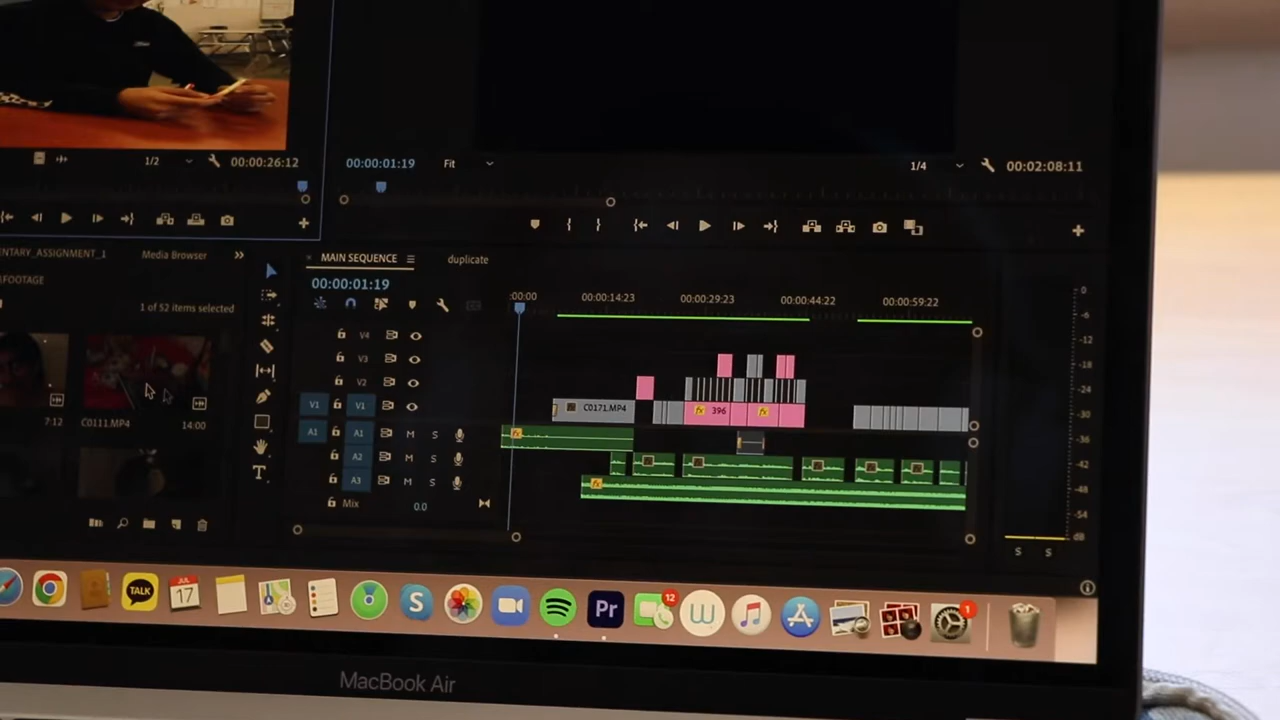 1/2
00:00:26:12
00:00:01:19
Fit
1/4
00:02:08:11
NTARY_ASSIGNMENT_1
Media Browser
FOOTAGE
1 of 52 items selected
7:12
C0111.MP4
14:00
MAIN SEQUENCE
duplicate
00:00:01:19
:00:00
00:00:14:23
00:00:29:23
00:00:44:22
00:00:59:22
V4
V3
V2
V1
V1
A1
A1
M
S
A2
M
S
A3
M
S
Mix
0.0
C0171.MP4
fx
396
fx
fx
fx
0
-6
-12
-18
-24
-30
-36
-42
-48
-54
dB
S
S
TALK
JUL
17
S
Pr
12
W
1
MacBook Air